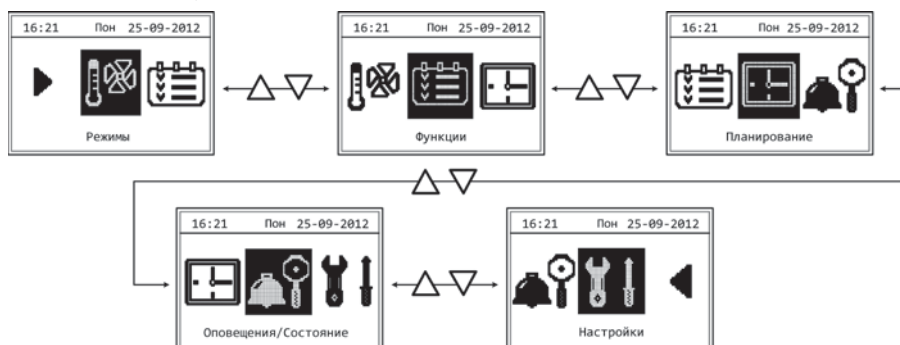 16:21 Пон 25-09-2012
Режимы
16:21 Пон 25-09-2012
Функции
16:21 Пон 25-09-2012
Планирование
16:21 Пон 25-09-2012
Оповещения/Состояние
16:21 Пон 25-09-2012
Настройки